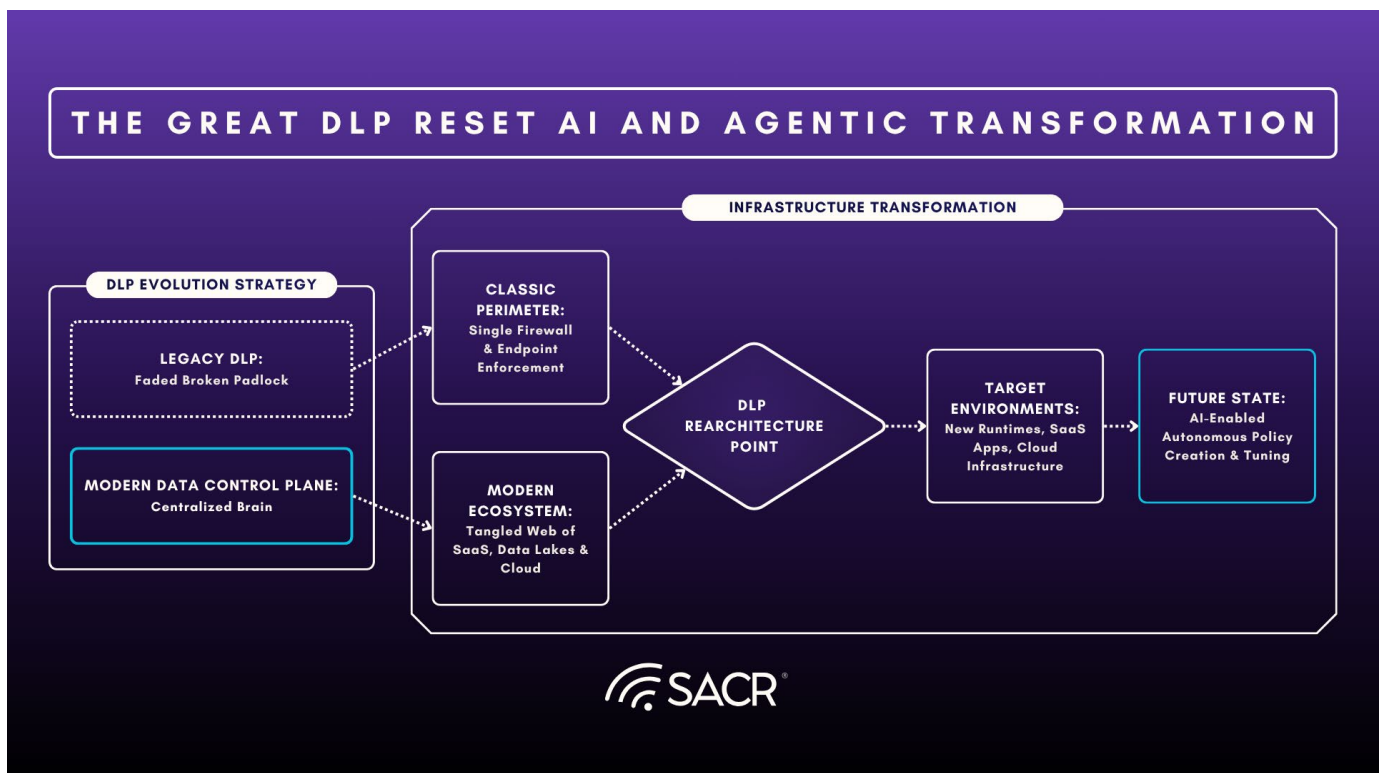 THE GREAT DLP RESET AI AND AGENTIC TRANSFORMATION
INFRASTRUCTURE TRANSFORMATION
DLP EVOLUTION STRATEGY
LEGACY DLP:
Faded Broken Padlock
MODERN DATA CONTROL PLANE:
Centralized Brain
CLASSIC
PERIMETER:
Single Firewall
& Endpoint
Enforcement
MODERN
ECOSYSTEM:
Tangled Web of
SaaS, Data Lakes &
Cloud
DLP
REARCHITECTURE
POINT
TARGET
ENVIRONMENTS:
New Runtimes, SaaS
Apps, Cloud
Infrastructure
FUTURE STATE:
AI-Enabled
Autonomous Policy
Creation & Tuning
SACR®